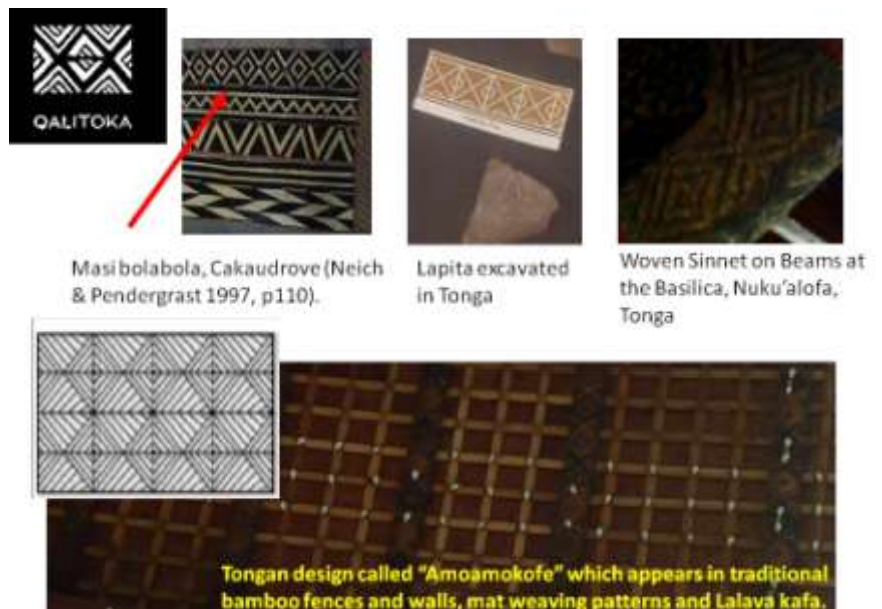 QALITOKA
Masi bolabola, Cakaudrove (Neich
& Pendergrast 1997, p110).
Lapita excavated
in Tonga
Woven Sinnet on Beams at
the Basilica, Nuku'alofa,
Tonga
Tongan design called "Amoamokofe" which appears in traditional
bamboo fences and walls, mat weaving patterns and Lalava kafa.